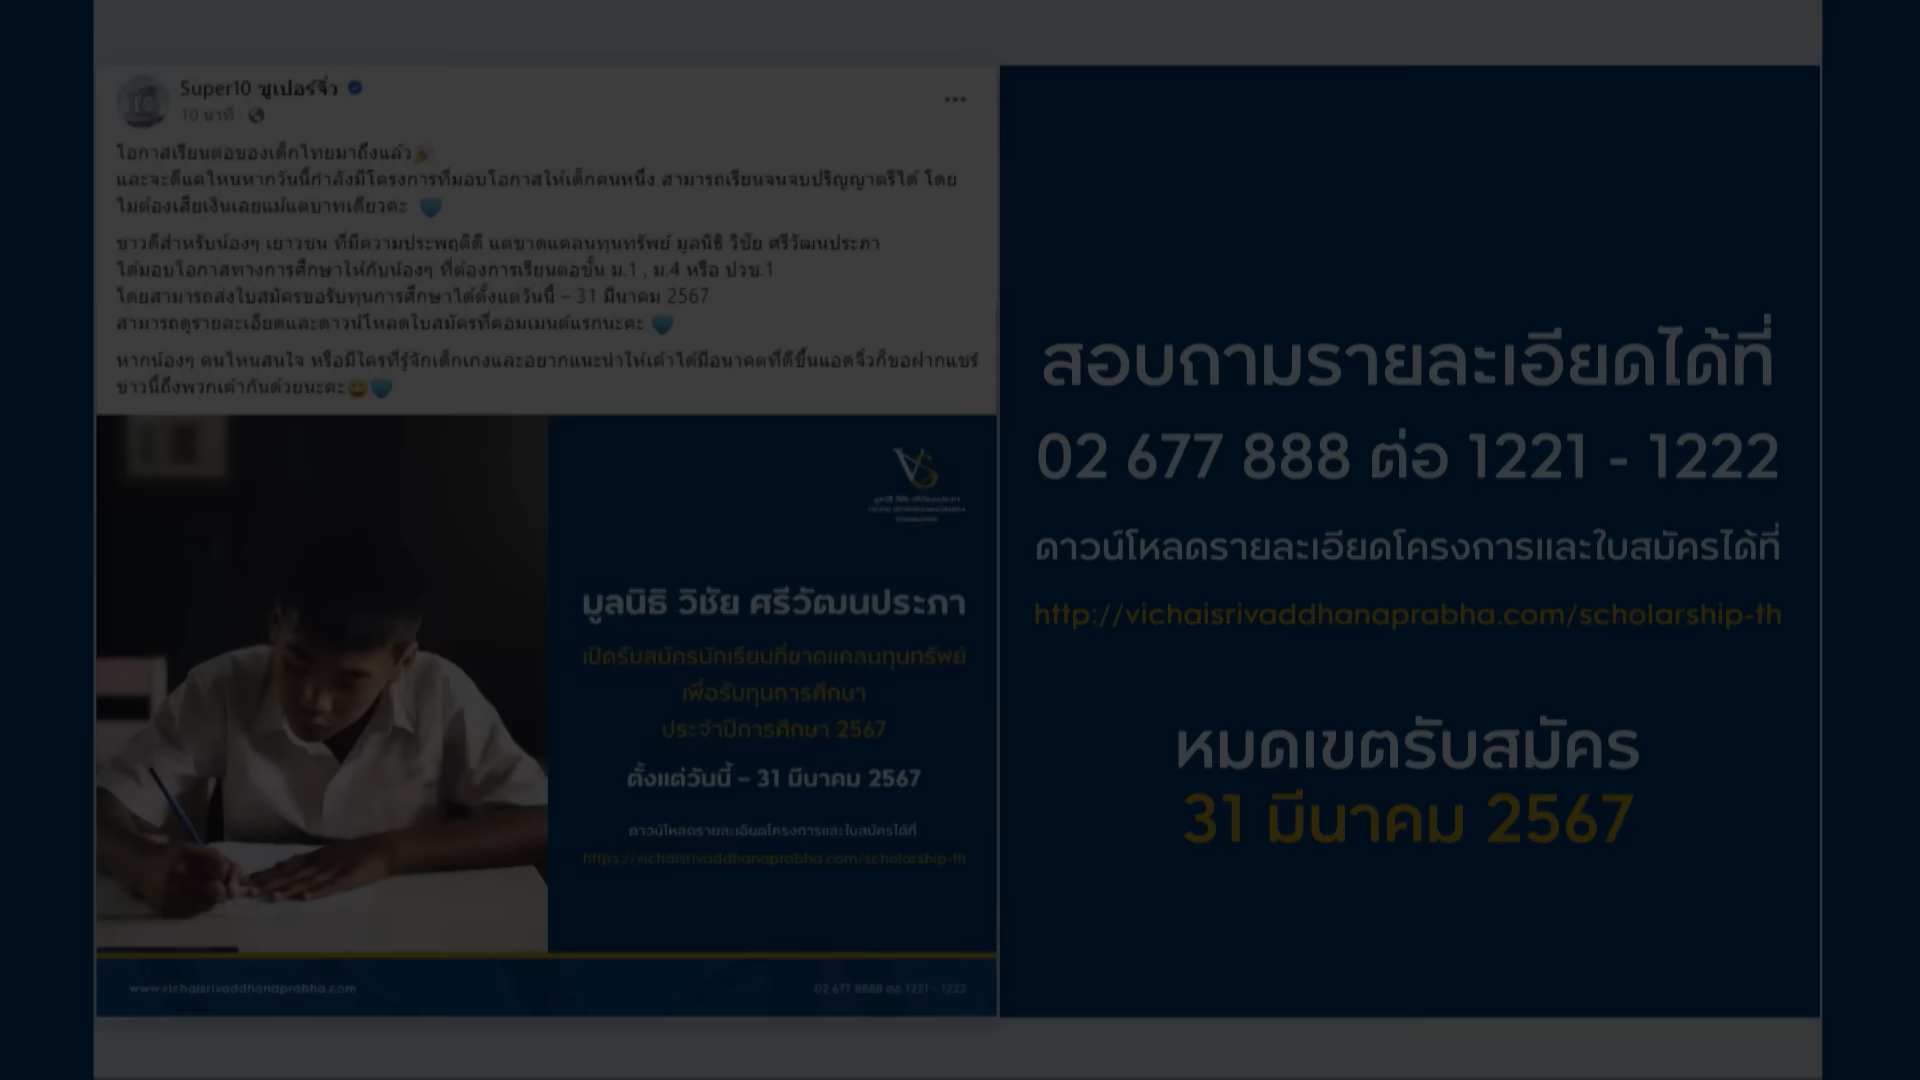 Super10 ซูเปอร์จิ๋ว
10 นาที ·
โอกาสเรียนต่อของเด็กไทยมาถึงแล้ว🎉
และจะดีแค่ไหนหากวันนี้กำลังมีโครงการที่มอบโอกาสให้เด็กคนหนึ่ง สามารถเรียนจนจบปริญญาตรีได้ โดย
ไม่ต้องเสียเงินเลยแม้แต่บาทเดียวค่ะ 🩵
ข่าวดีสำหรับน้องๆ เยาวชน ที่มีความประพฤติดี แต่ขาดแคลนทุนทรัพย์ มูลนิธิ วิชัย ศรีวัฒนประภา
ได้มอบโอกาสทางการศึกษาให้กับน้องๆ ที่ต้องการเรียนต่อชั้น ม.1 , ม.4 หรือ ปวช.1
โดยสามารถส่งใบสมัครขอรับทุนการศึกษาได้ตั้งแต่วันนี้ – 31 มีนาคม 2567
สามารถดูรายละเอียดและดาวน์โหลดใบสมัครที่คอมเมนต์แรกนะคะ 🩵
หากน้องๆ คนไหนสนใจ หรือมีใครที่รู้จักเด็กเก่งและอยากแนะนำให้เค้าได้มีอนาคตที่ดีขึ้นแอดจิ๋วก็ขอฝากแชร์
ข่าวนี้ถึงพวกเค้ากันด้วยนะคะ😄🩵
VS
มูลนิธิ วิชัย ศรีวัฒนประภา
มูลนิธิ วิชัย ศรีวัฒนประภา
เปิดรับสมัครนักเรียนที่ขาดแคลนทุนทรัพย์
เพื่อรับทุนการศึกษา
ประจำปีการศึกษา 2567
ตั้งแต่วันนี้ – 31 มีนาคม 2567
ดาวน์โหลดรายละเอียดโครงการและใบสมัครได้ที่
https://vichaisrivaddhanaprabha.com/scholarship-th
www.vichaisrivaddhanaprabha.com
02 677 8888 ต่อ 1221 - 1222
สอบถามรายละเอียดได้ที่
02 677 888 ต่อ 1221 - 1222
ดาวน์โหลดรายละเอียดโครงการและใบสมัครได้ที่
http://vichaisrivaddhanaprabha.com/scholarship-th
หมดเขตรับสมัคร
31 มีนาคม 2567